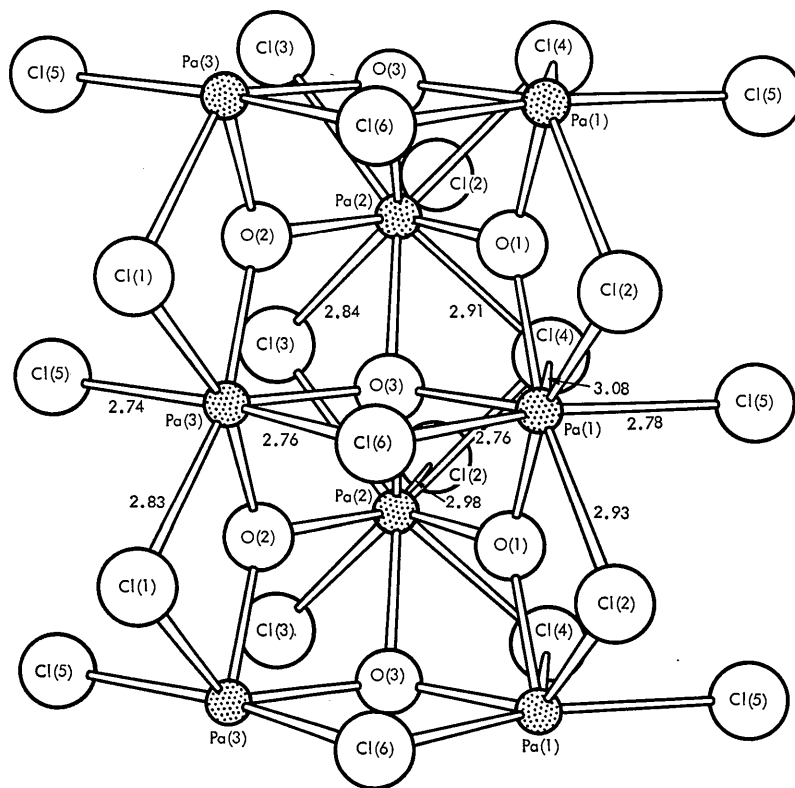 Cl(3)
Cl(4)
Pa(3)
Cl(5)
O(3)
Cl(5)
Cl(6)
Pa(1)
Cl(2)
Pa(2)
O(2)
O(1)
Cl(1)
Cl(2)
2.84
2.91
Cl(3)
Cl(4)
Cl(5)
O(3)
3.08
2.74
Pa(3)
Cl(5)
2.76
Cl(6)
2.76
Pa(1)
2.78
Cl(2)
Pa(2)
2.98
2.83
2.93
O(2)
O(1)
Cl(1)
Cl(2)
Cl(3)
Cl(4)
Cl(5)
O(3)
Cl(5)
Pa(3)
Cl(6)
Pa(1)